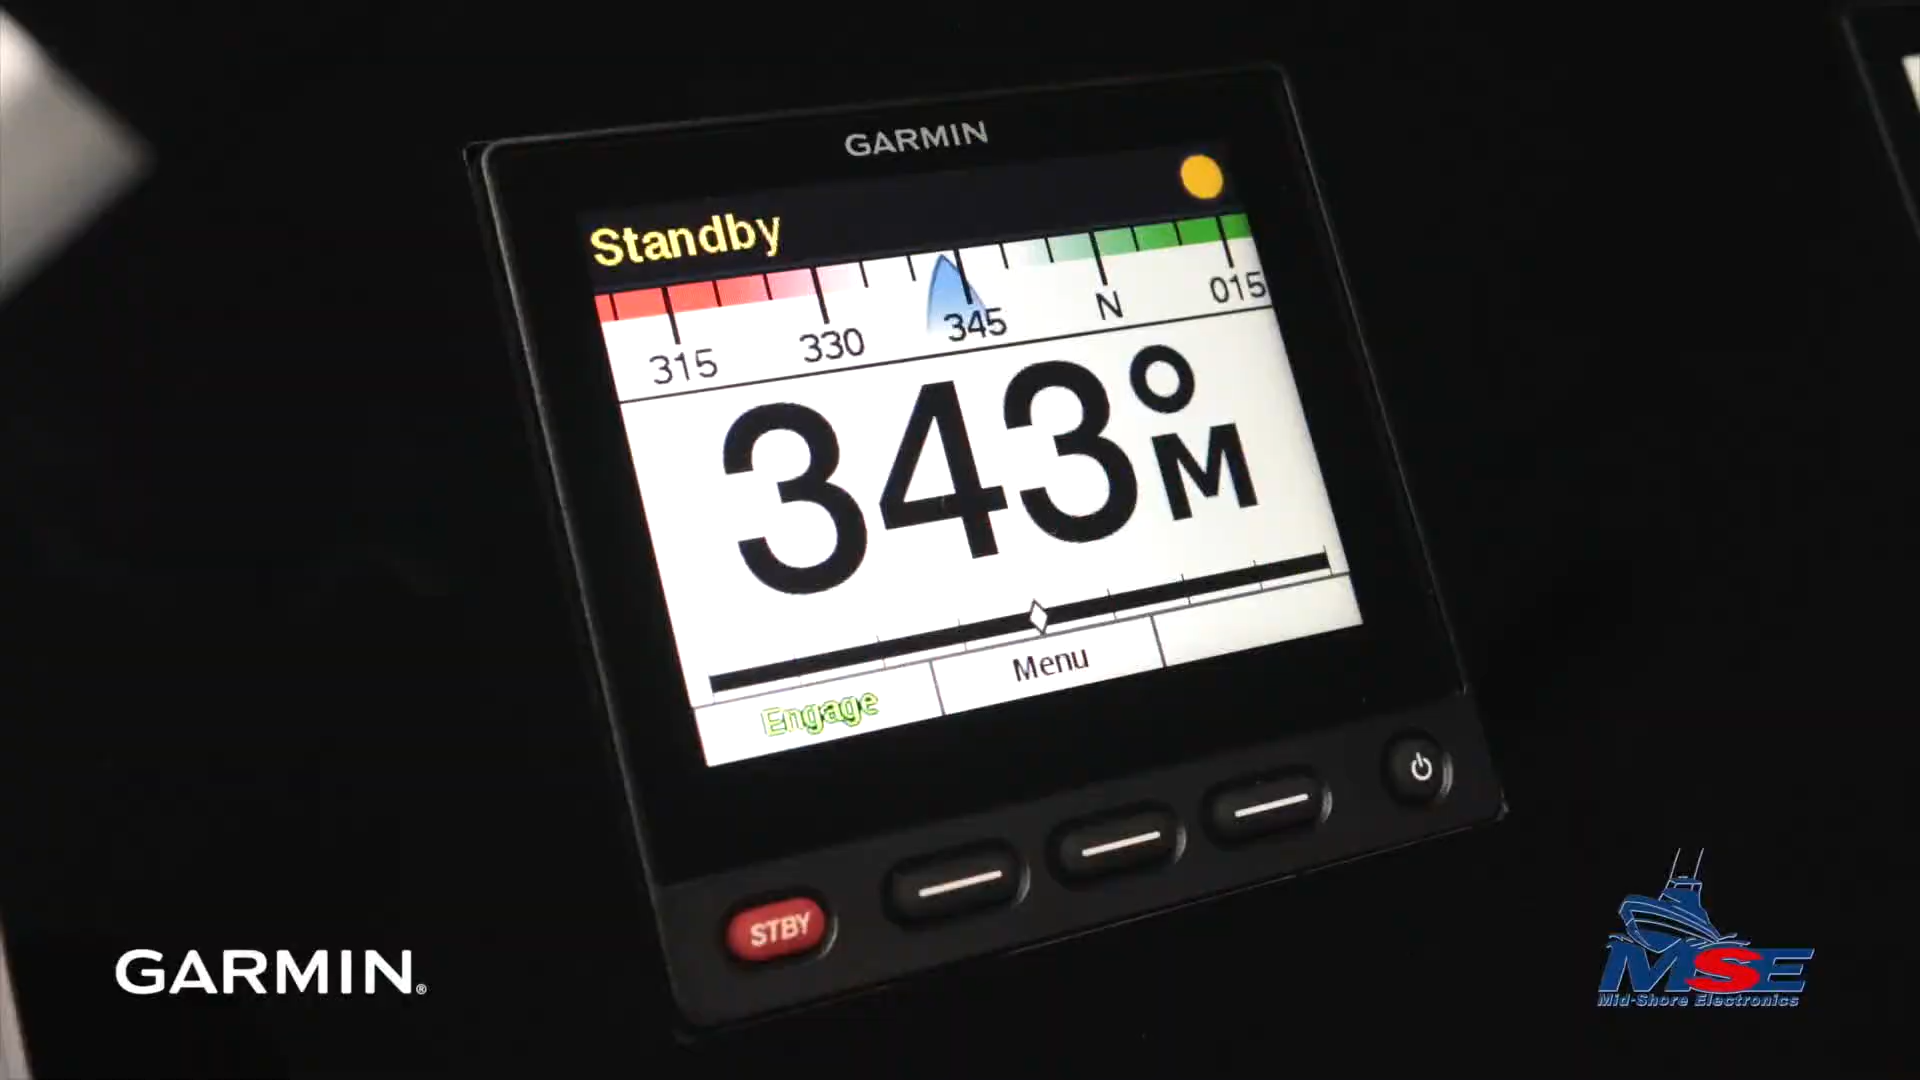 GARMIN
Standby
315 330 345 N 015
343° M
Engage Menu
STBY
GARMIN®
MSE
Mid-Shore Electronics